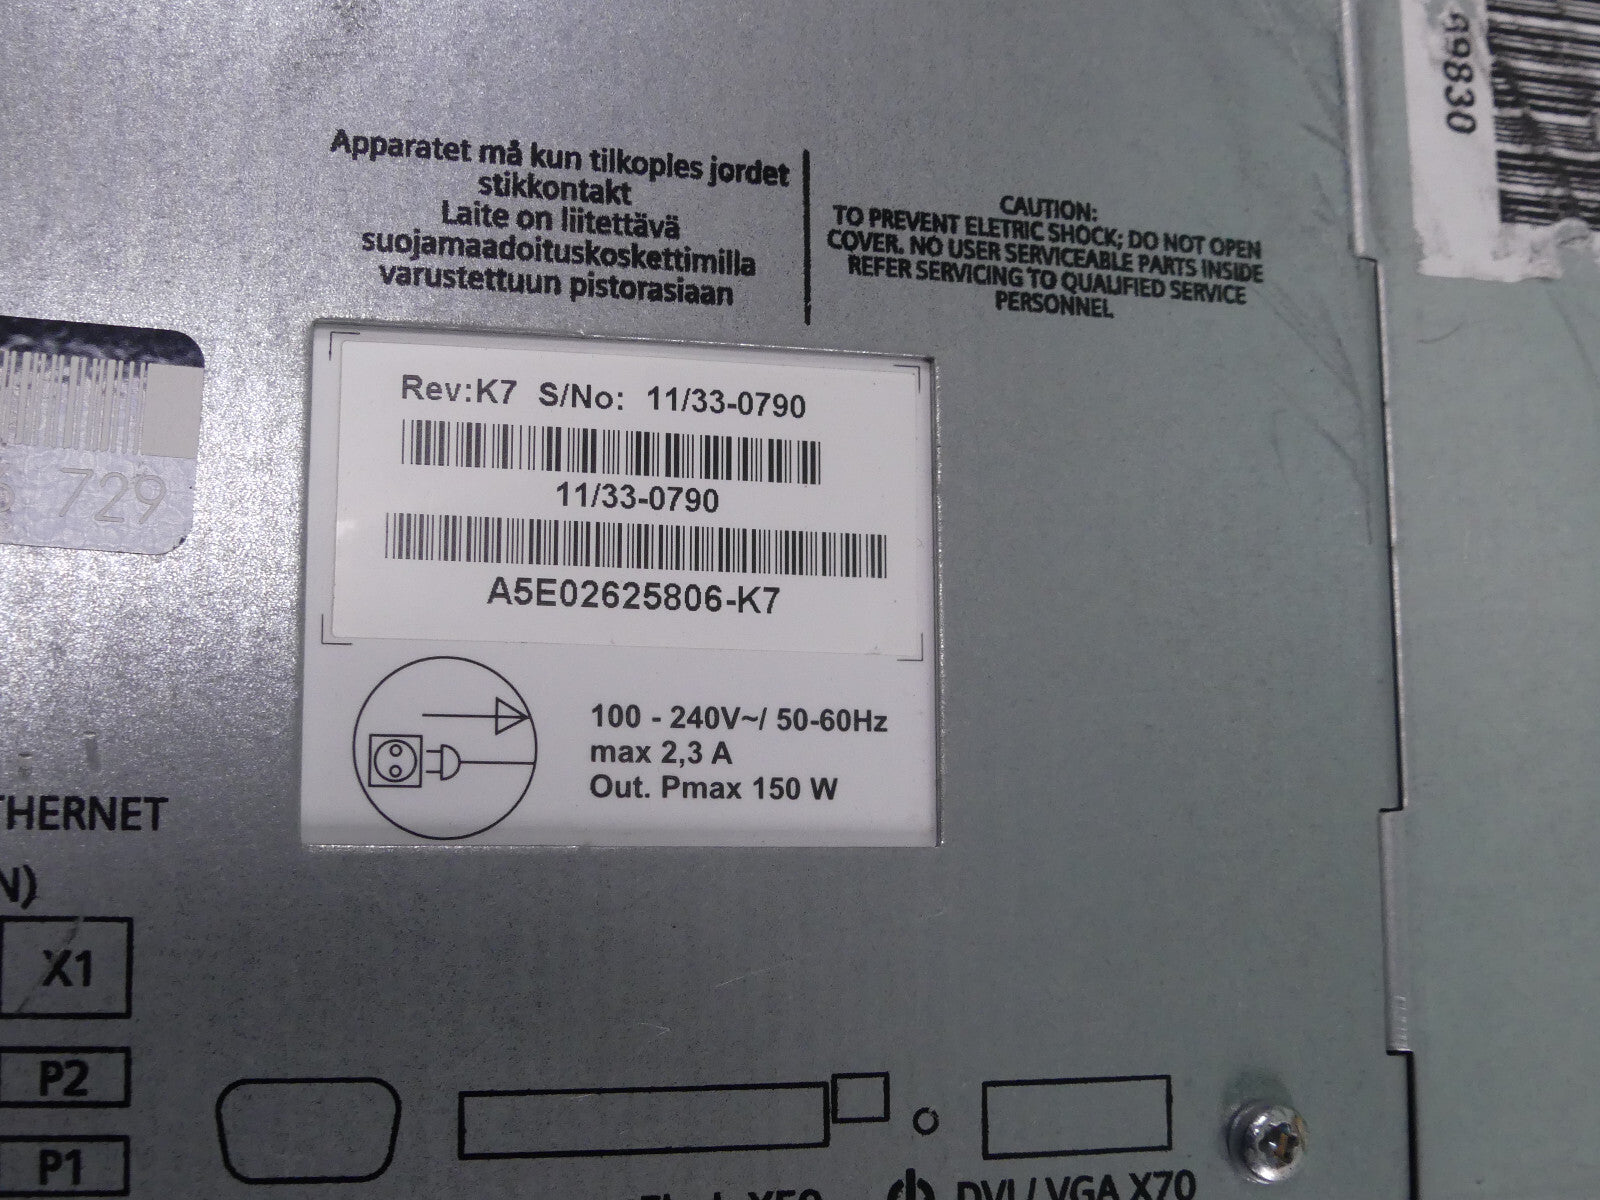 Apparatet må kun tilkoples jordet
stikkontakt
Laite on liitettävä
suojamaadoituskoskettimilla
varustettuun pistorasiaan
CAUTION:
TO PREVENT ELETRIC SHOCK; DO NOT OPEN
COVER. NO USER SERVICEABLE PARTS INSIDE
REFER SERVICING TO QUALIFIED SERVICE
PERSONNEL
69830
Rev:K7 S/No: 11/33-0790
11/33-0790
A5E02625806-K7
729
100 - 240V~/ 50-60Hz
max 2,3 A
Out. Pmax 150 W
THERNET
N)
X1
P2
P1
DVI / VGA X70